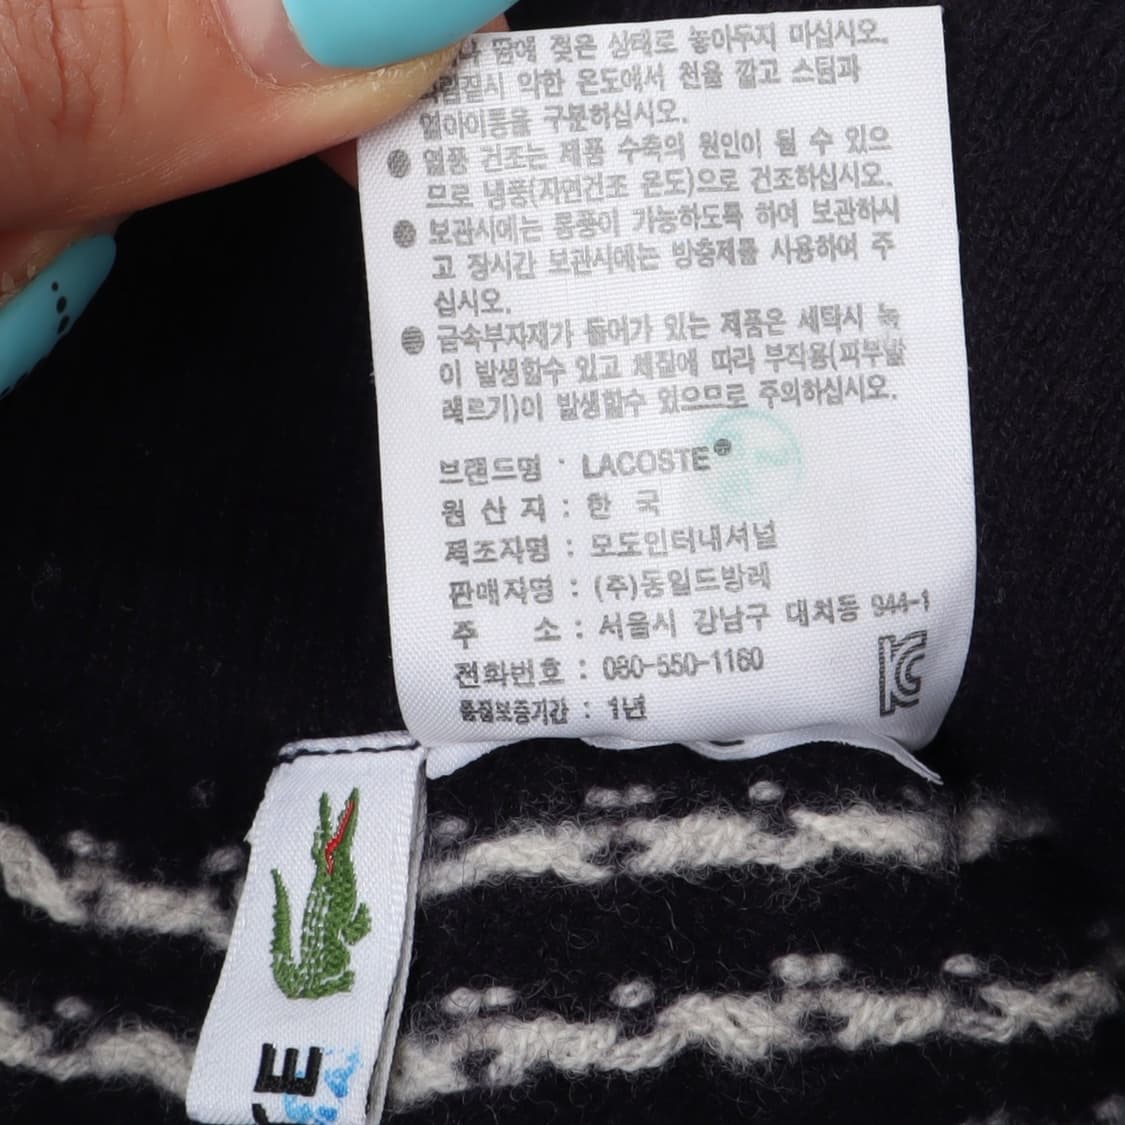 땀에 젖은 상태로 놓아두지 마십시오.
다림질시 약한 온도에서 천을 깔고 스팀과
열아이롱을 구분하십시오.
● 열풍 건조는 제품 수축의 원인이 될 수 있으
므로 냉풍(자연건조 온도)으로 건조하십시오.
● 보관시에는 통풍이 가능하도록 하여 보관하시
고 장시간 보관시에는 방충제를 사용하여 주
십시오.
● 금속부자재가 들어가 있는 제품은 세탁시 녹
이 발생할수 있고 체질에 따라 부작용(피부발
레르기)이 발생할수 있으므로 주의하십시오.
브랜드명 : LACOSTE
원 산 지 : 한 국
제조자명 : 모도인터내셔널
판매자명 : (주)동일드방레
주 소 : 서울시 강남구 대치동 944-1
전화번호 : 080-550-1160
품질보증기간 : 1년